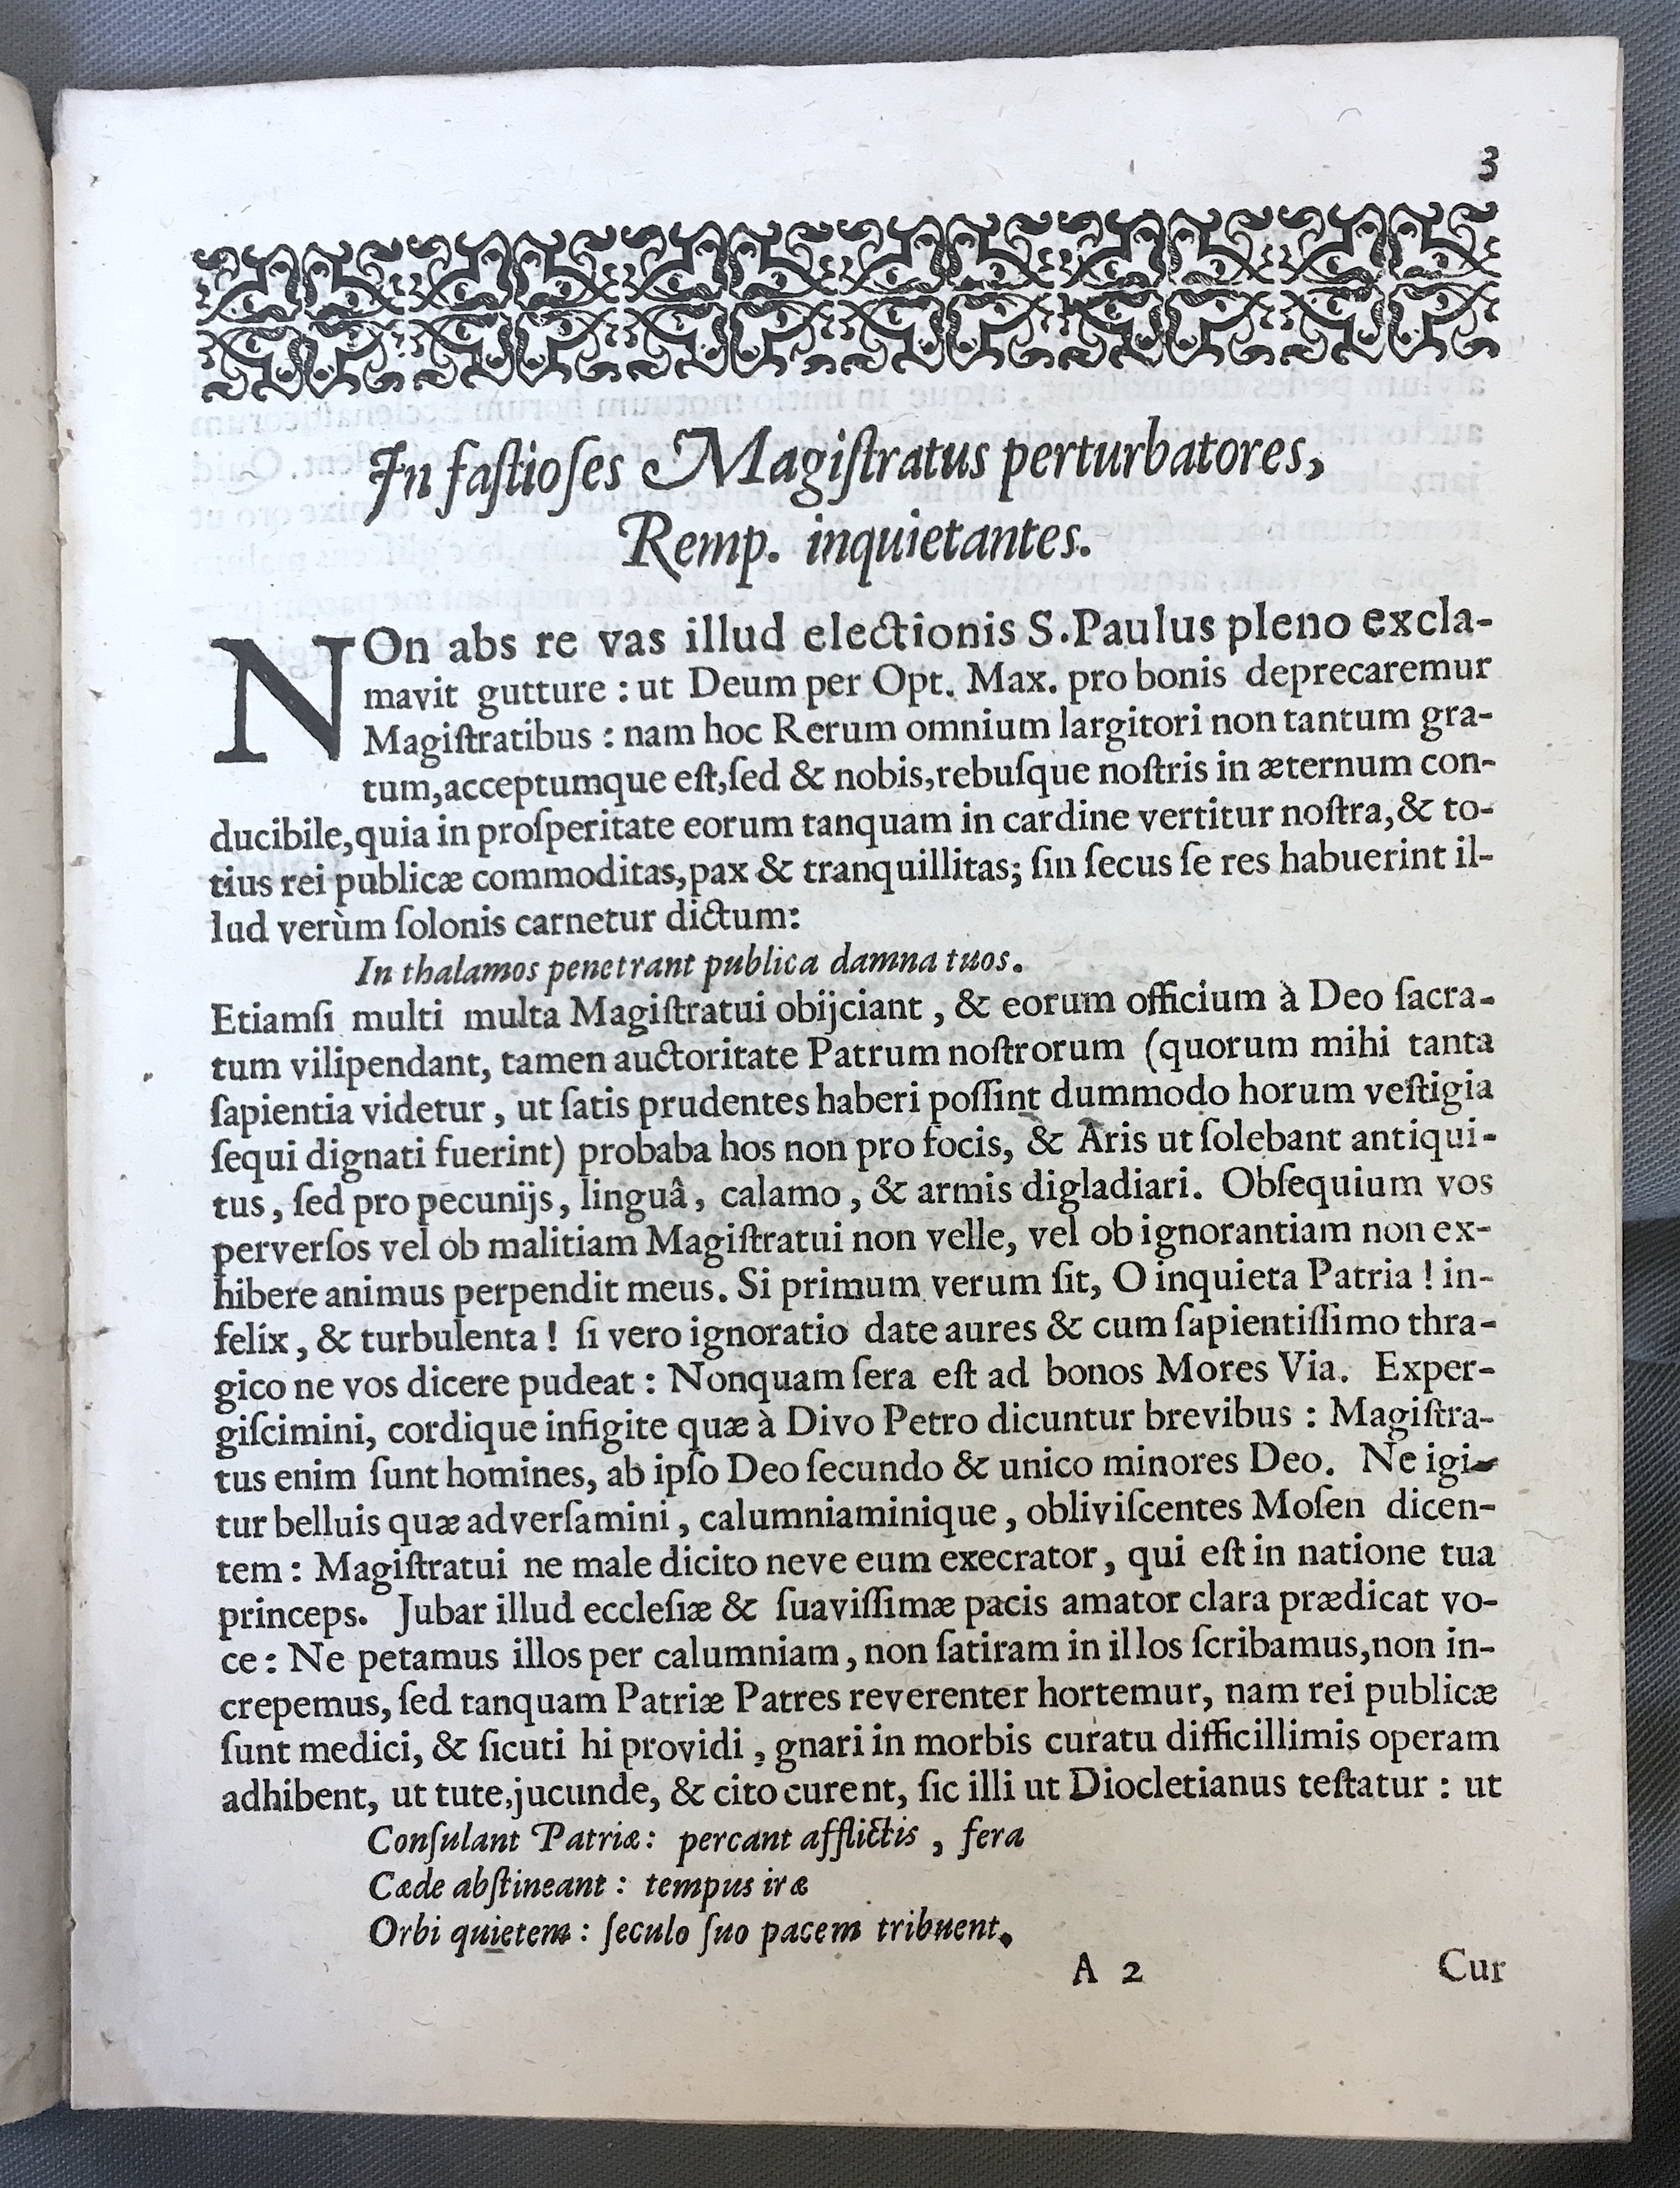 3
In faſtioſes Magiſtratus perturbatores,
Remp. inquietantes.
NOn abs re vas illud electionis S. Paulus pleno excla-
mavit gutture : ut Deum per Opt. Max. pro bonis deprecaremur
Magiſtratibus : nam hoc Rerum omnium largitori non tantum gra-
tum, acceptumque eſt, ſed & nobis, rebuſque noſtris in æternum con-
ducibile, quia in proſperitate eorum tanquam in cardine vertitur noſtra, & to-
tius rei publicæ commoditas, pax & tranquillitas; ſin ſecus ſe res habuerint il-
lud verùm ſolonis carnetur dictum:
In thalamos penetrant publica damna tuos.
Etiamſi multi multa Magiſtratui obijciant , & eorum officium à Deo ſacra-
tum vilipendant, tamen auctoritate Patrum noſtrorum (quorum mihi tanta
ſapientia videtur , ut ſatis prudentes haberi poſſint dummodo horum veſtigia
ſequi dignati fuerint) probaba hos non pro focis, & Aris ut ſolebant antiqui-
tus , ſed pro pecunijs , linguâ , calamo , & armis digladiari. Obſequium vos
perverſos vel ob malitiam Magiſtratui non velle, vel ob ignorantiam non ex-
hibere animus perpendit meus. Si primum verum ſit, O inquieta Patria ! in-
felix , & turbulenta ! ſi vero ignoratio date aures & cum ſapientiſſimo thra-
gico ne vos dicere pudeat : Nonquam ſera eſt ad bonos Mores Via. Exper-
giſcimini, cordique infigite quæ à Divo Petro dicuntur brevibus : Magiſtra-
tus enim ſunt homines, ab ipſo Deo ſecundo & unico minores Deo. Ne igi-
tur belluis quæ adverſamini , calumniaminique , obliviſcentes Moſen dicen-
tem : Magiſtratui ne male dicito neve eum execrator , qui eſt in natione tua
princeps. Jubar illud eccleſiæ & ſuaviſſimæ pacis amator clara prædicat vo-
ce : Ne petamus illos per calumniam , non ſatiram in illos ſcribamus, non in-
crepemus, ſed tanquam Patriæ Patres reverenter hortemur, nam rei publicæ
ſunt medici, & ſicuti hi providi , gnari in morbis curatu difficillimis operam
adhibent, ut tute, jucunde, & cito curent, ſic illi ut Diocletianus teſtatur : ut
Conſulant Patriæ : percant afflictis , fera
Cæde abſtineant : tempus iræ
Orbi quietem : ſeculo ſuo pacem tribuent.
A 2
Cur